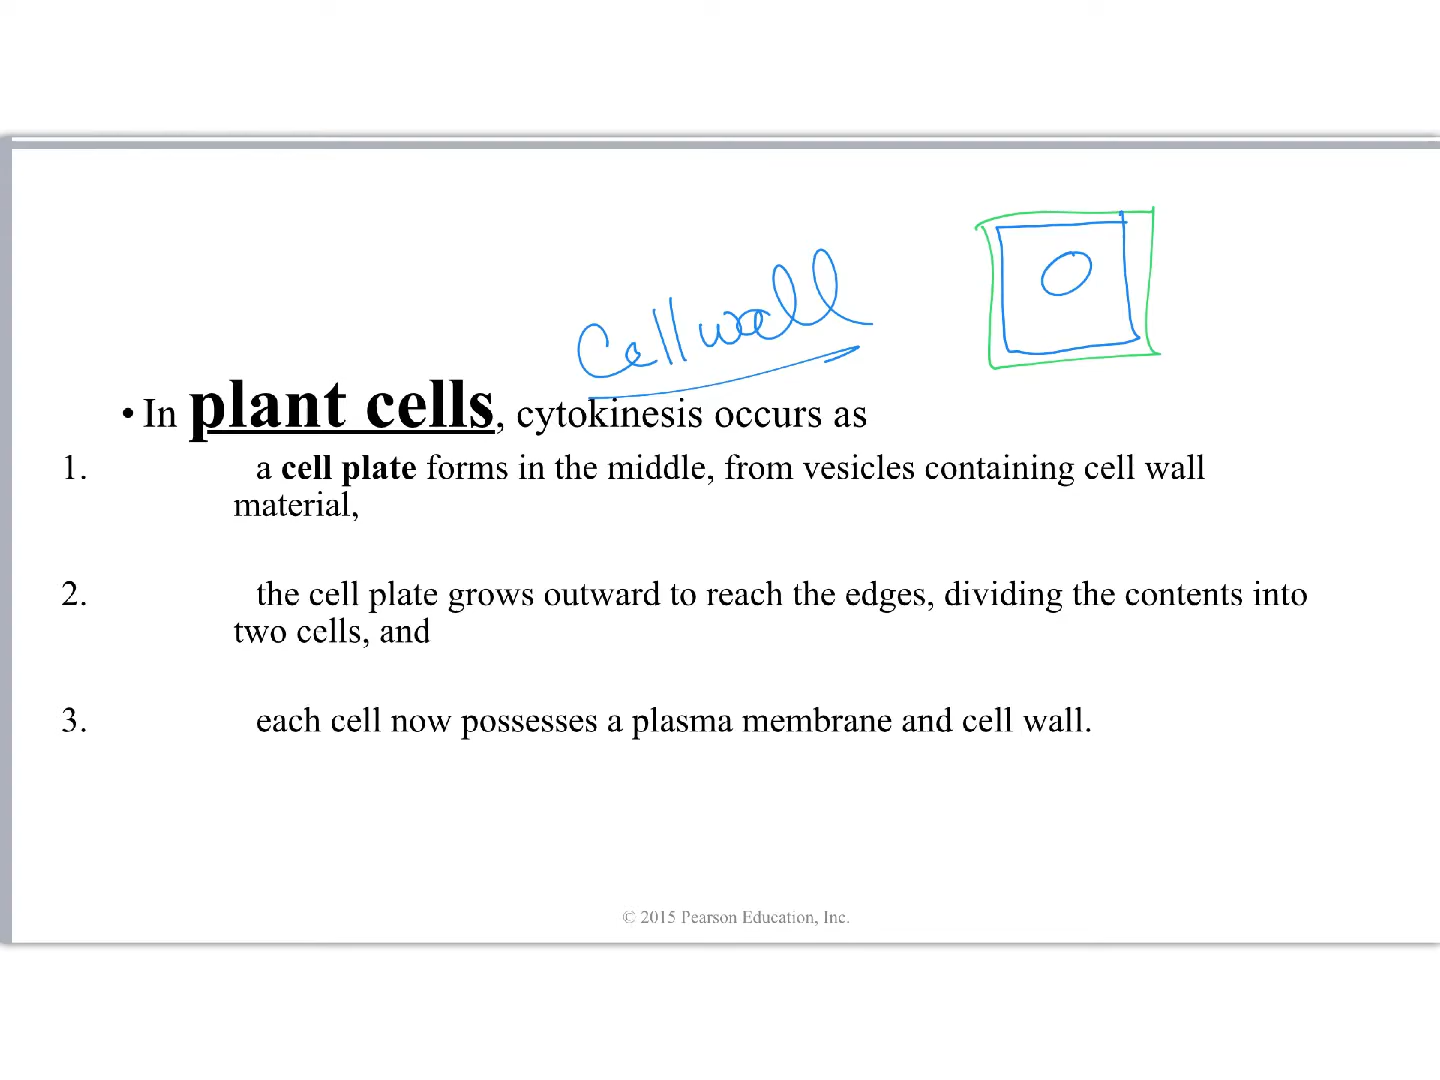 Cell wall
• In plant cells, cytokinesis occurs as
1. a cell plate forms in the middle, from vesicles containing cell wall
material,
2. the cell plate grows outward to reach the edges, dividing the contents into
two cells, and
3. each cell now possesses a plasma membrane and cell wall.
© 2015 Pearson Education, Inc.